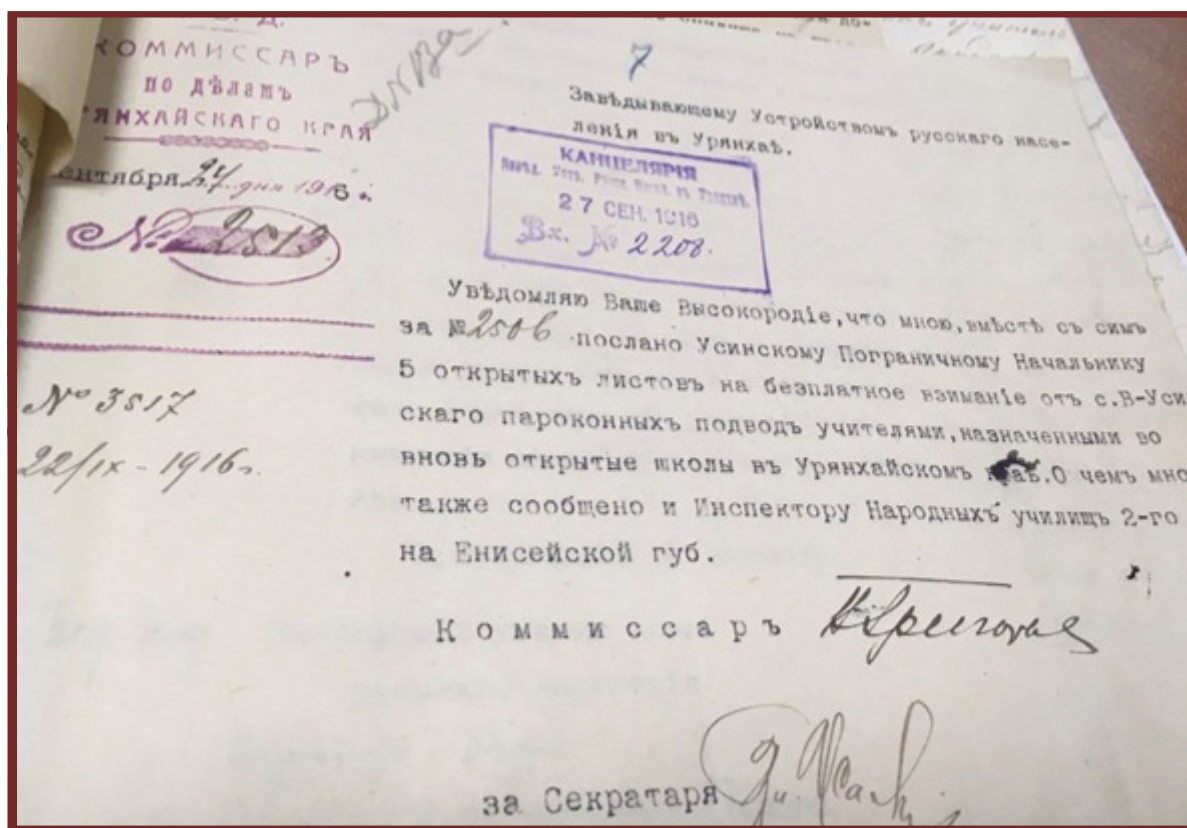 КОММИССАРЪ
по дѣламъ
РЯНХАЙСКАГО КРАЯ
ентября 24 дня 1916 г.
№ 2513
№ 3517
22/IX - 1916 г.
7
Завѣдывающему Устройствомъ русскаго насе-
ленія въ Урянхаѣ.
КАНЦЕЛЯРІЯ
27 СЕН. 1916
Вх. № 2208.
Увѣдомляю Ваше Высокородіе,что мною,вмѣстѣ съ симъ
за №2506 послано Усинскому Пограничному Начальнику
5 открытыхъ листовъ на безплатное взиманіе отъ с.В-Уси
скаго пароконныхъ подводъ учителями,назначенными во
вновь открытые школы въ Урянхайскомъ краѣ.О чемъ мно
также сообщено и Инспектору Народныхъ училищъ 2-го
на Енисейской губ.
Коммиссаръ
за Секратаря